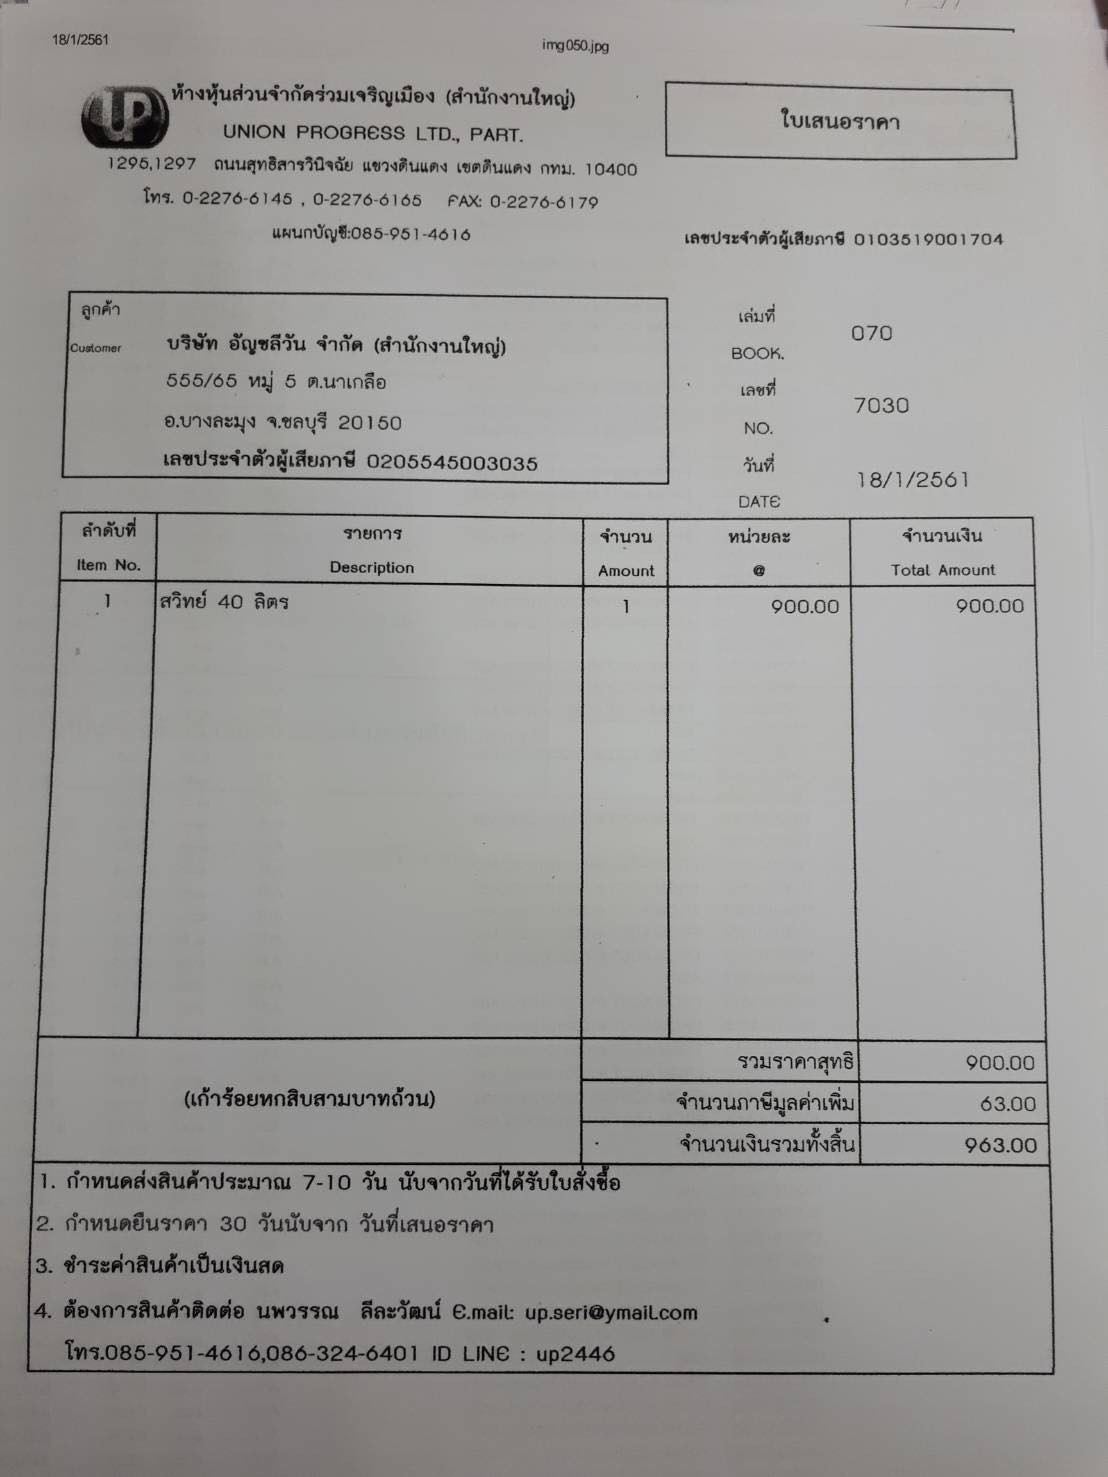 18/1/2561
img050.jpg
UP
ห้างหุ้นส่วนจำกัดร่วมเจริญเมือง (สำนักงานใหญ่)
UNION PROGRESS LTD., PART.
ใบเสนอราคา
1295,1297 ถนนสุทธิสารวินิจฉัย แขวงดินแดง เขตดินแดง กทม. 10400
โทร. 0-2276-6145 , 0-2276-6165 FAX: 0-2276-6179
แผนกบัญชี:085-951-4616
เลขประจำตัวผู้เสียภาษี 0103519001704
ลูกค้า
Customer
บริษัท อัญชลีวัน จำกัด (สำนักงานใหญ่)
555/65 หมู่ 5 ต.นาเกลือ
อ.บางละมุง จ.ชลบุรี 20150
เลขประจำตัวผู้เสียภาษี 0205545003035
เล่มที่
BOOK. 070
เลขที่
NO. 7030
วันที่
DATE 18/1/2561
ลำดับที่ รายการ จำนวน หน่วยละ จำนวนเงิน
Item No. Description Amount @ Total Amount
1 สวิทย์ 40 ลิตร 1 900.00 900.00
รวมราคาสุทธิ 900.00
(เก้าร้อยหกสิบสามบาทถ้วน) จำนวนภาษีมูลค่าเพิ่ม 63.00
จำนวนเงินรวมทั้งสิ้น 963.00
1. กำหนดส่งสินค้าประมาณ 7-10 วัน นับจากวันที่ได้รับใบสั่งซื้อ
2. กำหนดยืนราคา 30 วันนับจาก วันที่เสนอราคา
3. ชำระค่าสินค้าเป็นเงินสด
4. ต้องการสินค้าติดต่อ นพวรรณ ลีละวัฒน์ E.mail: up.seri@ymail.com
โทร.085-951-4616,086-324-6401 ID LINE : up2446